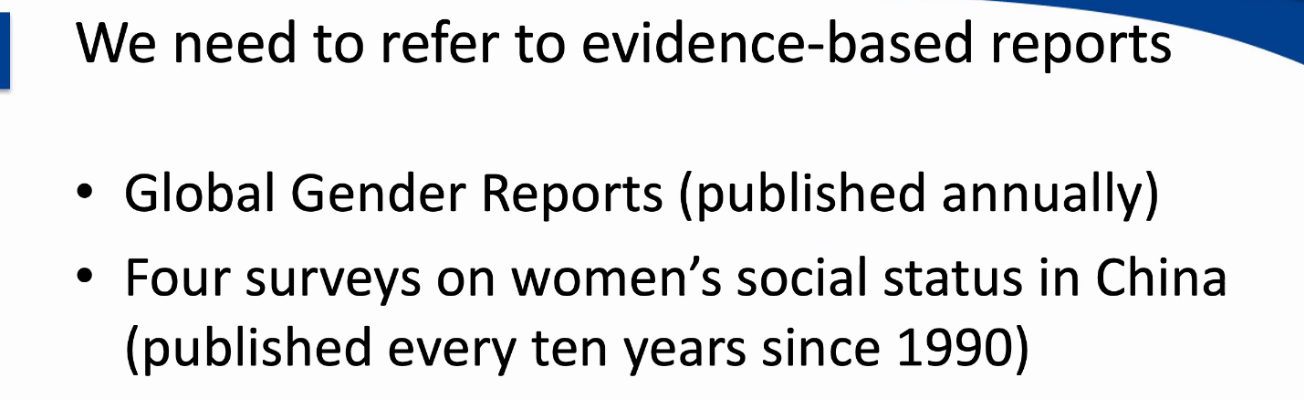 We need to refer to evidence-based reports
• Global Gender Reports (published annually)
• Four surveys on women’s social status in China
(published every ten years since 1990)